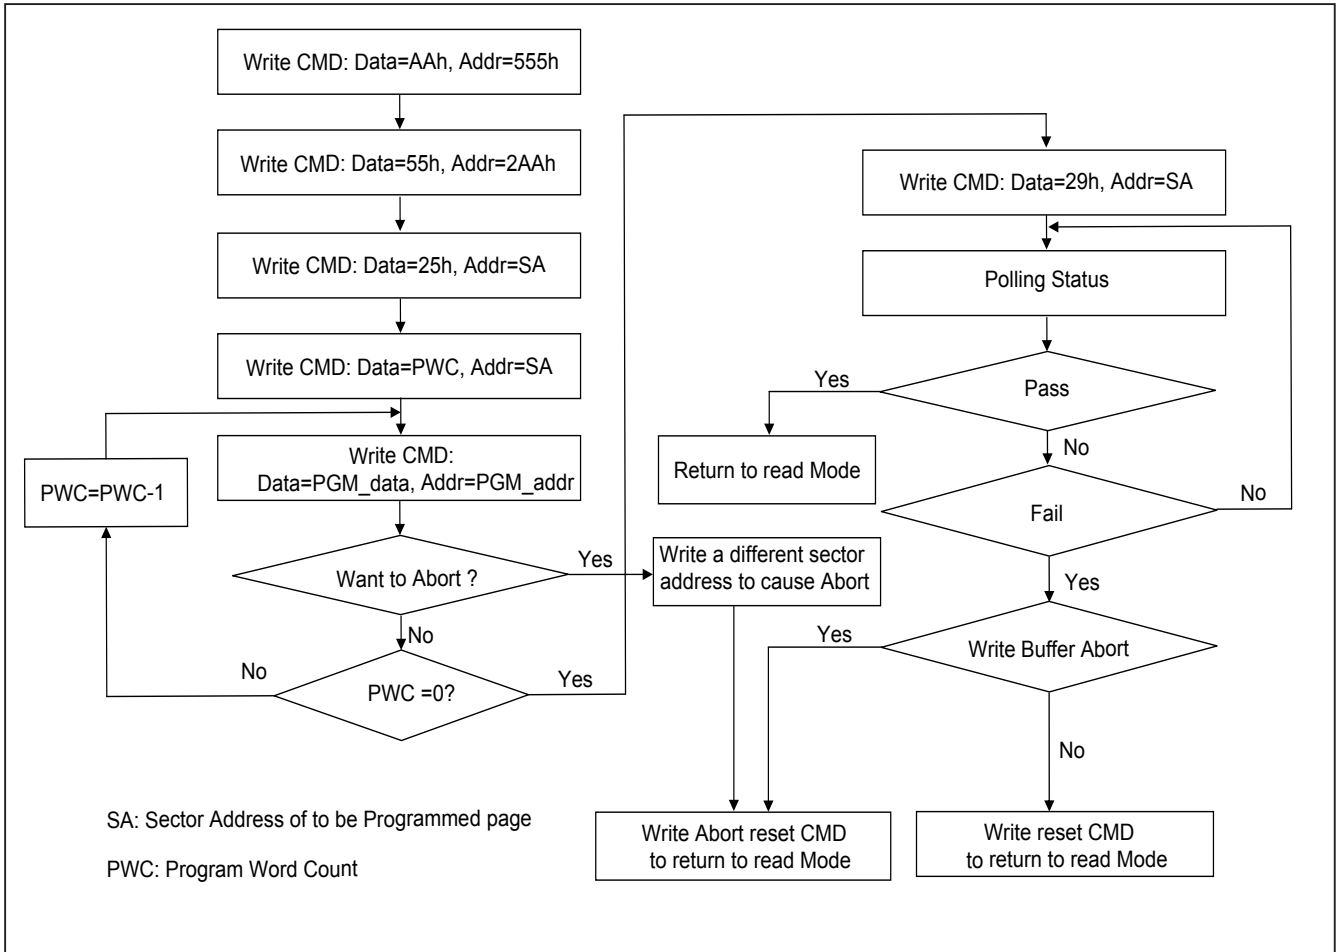 Write CMD: Data=AAh, Addr=555h
Write CMD: Data=55h, Addr=2AAh
Write CMD: Data=25h, Addr=SA
Write CMD: Data=PWC, Addr=SA
Write CMD:
Data=PGM_data, Addr=PGM_addr
PWC=PWC-1
Want to Abort ?
Yes
No
Write a different sector
address to cause Abort
PWC =0?
No
Yes
Write CMD: Data=29h, Addr=SA
Polling Status
Pass
Yes
No
Return to read Mode
Fail
No
Yes
Write Buffer Abort
Yes
No
Write Abort reset CMD
to return to read Mode
Write reset CMD
to return to read Mode
SA: Sector Address of to be Programmed page
PWC: Program Word Count